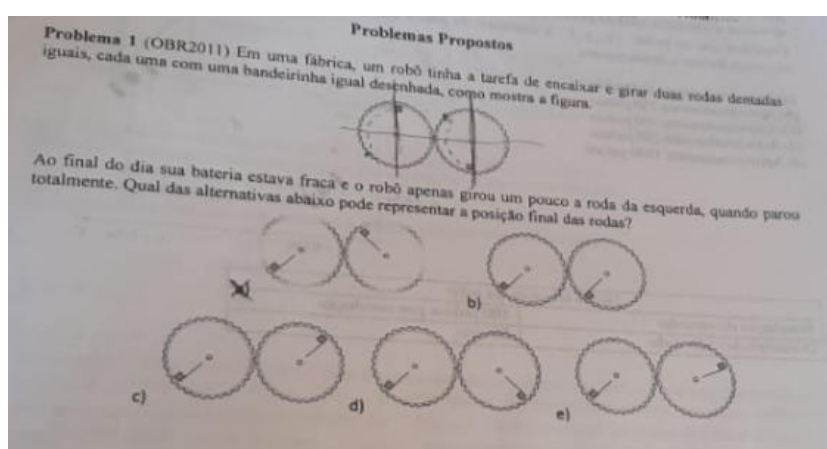 Problemas Propostos
Problema 1 (OBR2011) Em uma fábrica, um robô tinha a tarefa de encaixar e girar duas rodas dentadas
iguais, cada uma com uma bandeirinha igual desenhada, como mostra a figura.
Ao final do dia sua bateria estava fraca e o robô apenas girou um pouco a roda da esquerda, quando parou
totalmente. Qual das alternativas abaixo pode representar a posição final das rodas?
b)
c)
d)
e)